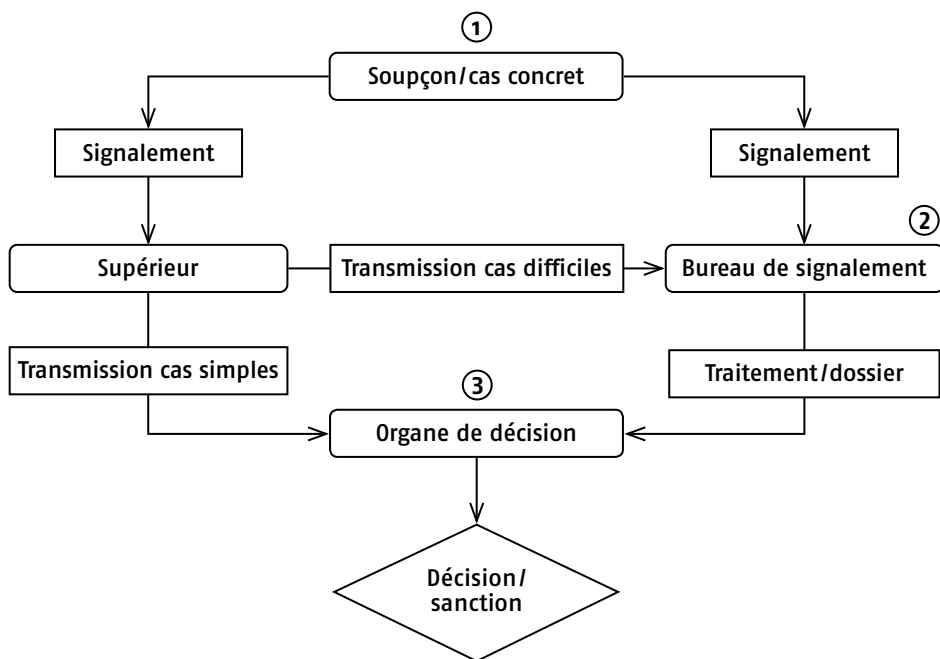 1
Soupçon/cas concret
Signalement
Signalement
2
Supérieur
Transmission cas difficiles
Bureau de signalement
Transmission cas simples
Traitement/dossier
3
Organe de décision
Décision/
sanction